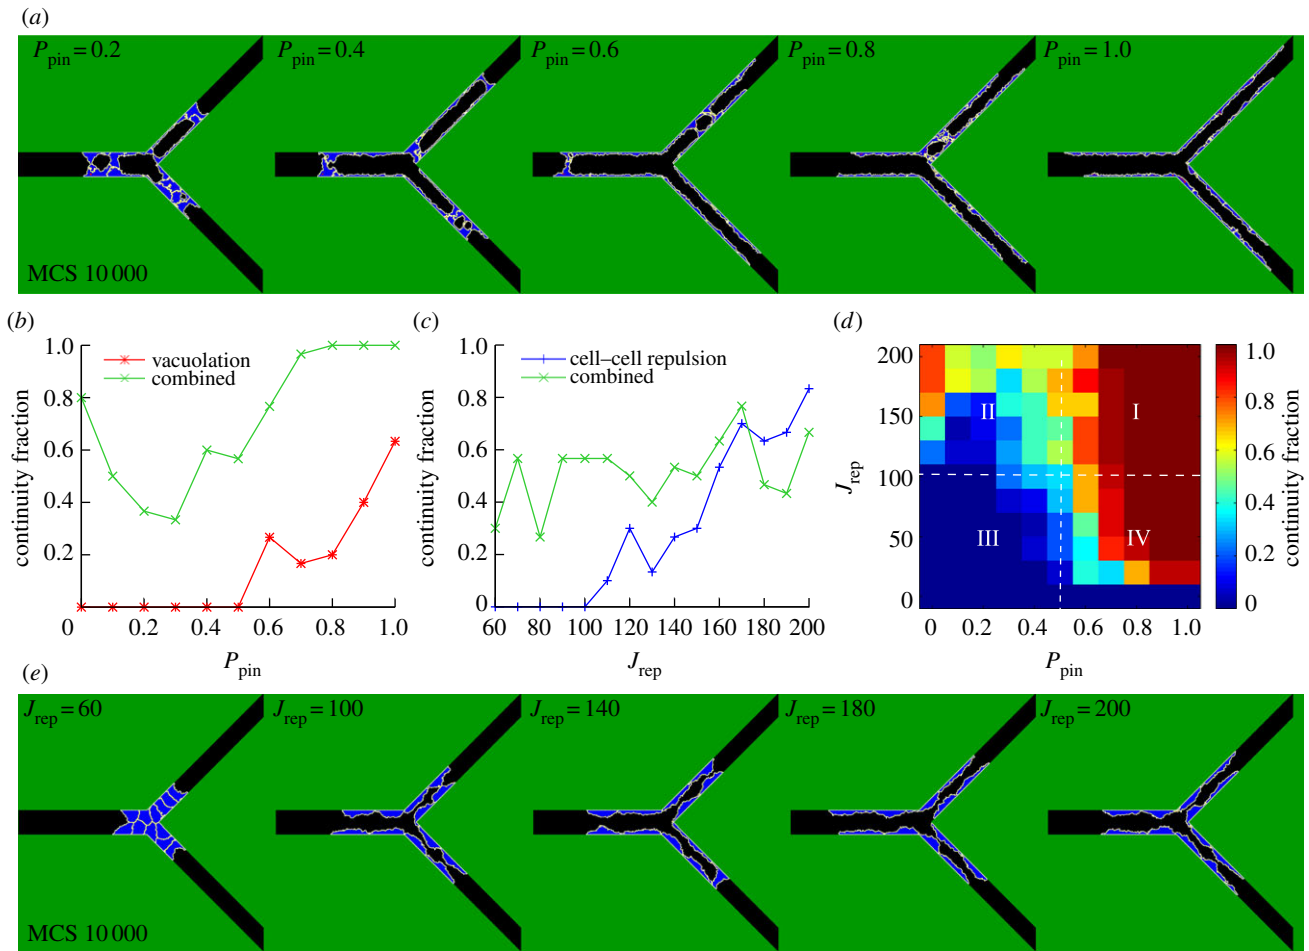 (a)
P_pin = 0.2 P_pin = 0.4 P_pin = 0.6 P_pin = 0.8 P_pin = 1.0
MCS 10 000
(b)
continuity fraction
1.0
0.8
0.6
0.4
0.2
vacuolation
combined
0 0.2 0.4 0.6 0.8 1.0
P_pin
(c)
continuity fraction
1.0
0.8
0.6
0.4
0.2
0
cell–cell repulsion
combined
60 80 100 120 140 160 180 200
J_rep
(d)
J_rep
200
150
100
50
0
II I
III IV
0 0.2 0.4 0.6 0.8 1.0
P_pin
1.0
0.8
0.6
0.4
0.2
0
continuity fraction
(e)
J_rep = 60 J_rep = 100 J_rep = 140 J_rep = 180 J_rep = 200
MCS 10 000